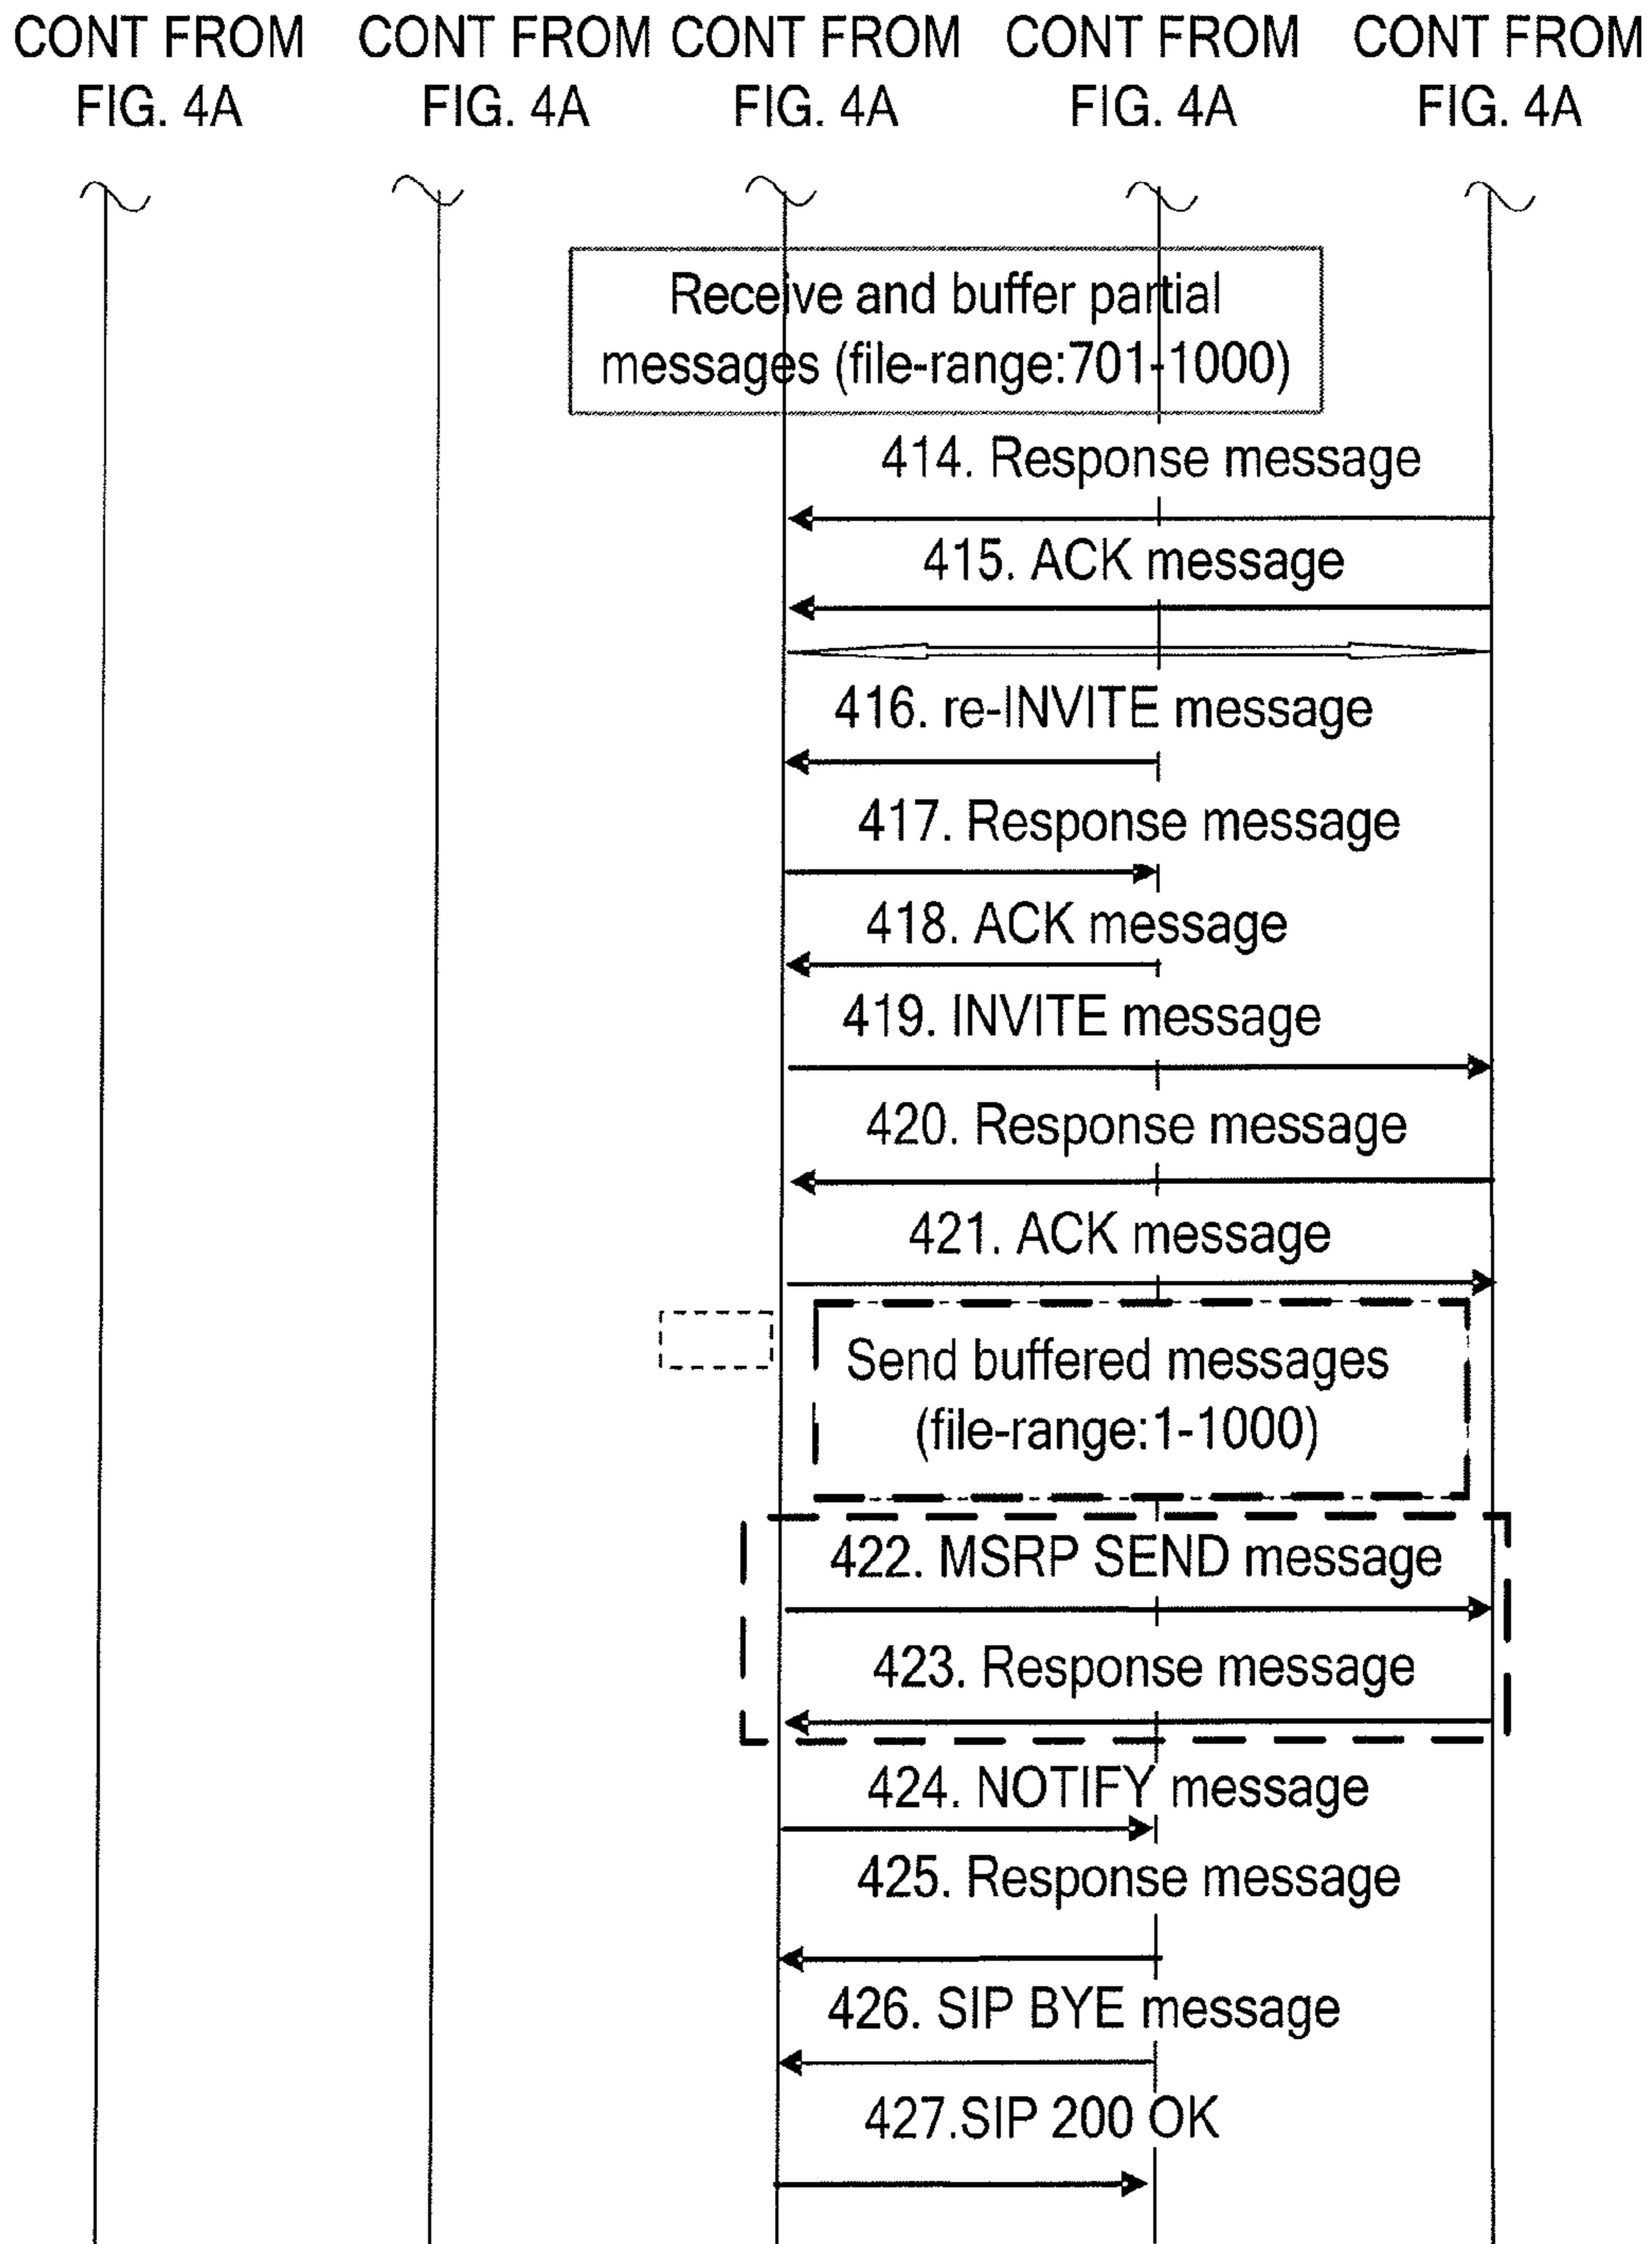 CONT FROM CONT FROM CONT FROM CONT FROM CONT FROM
FIG. 4A FIG. 4A FIG. 4A FIG. 4A FIG. 4A
Receive and buffer partial
messages (file-range:701-1000)
414. Response message
415. ACK message
416. re-INVITE message
417. Response message
418. ACK message
419. INVITE message
420. Response message
421. ACK message
Send buffered messages
(file-range:1-1000)
422. MSRP SEND message
423. Response message
424. NOTIFY message
425. Response message
426. SIP BYE message
427.SIP 200 OK